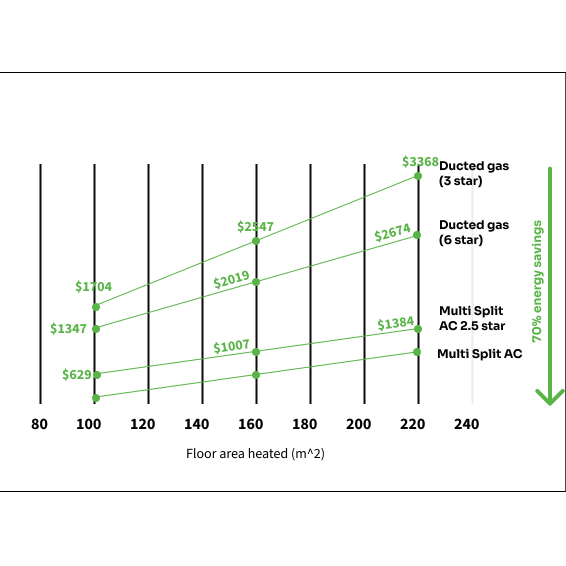 $3368
Ducted gas
(3 star)
Ducted gas
(6 star)
$2547
$2674
$1704
$2019
$1347
Multi Split
AC 2.5 star
$1384
$1007
Multi Split AC
$629
70% energy savings
80 100 120 140 160 180 200 220 240
Floor area heated (m^2)